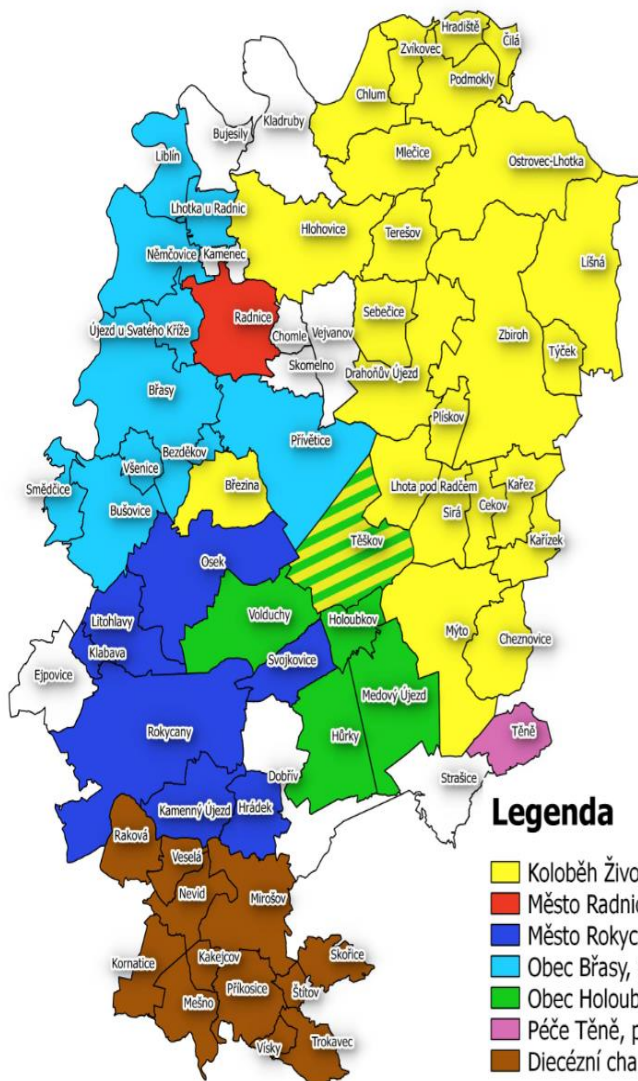 Hradiště
Čilá
Zvíkovec
Podmokly
Chlum
Kladruby
Bujesily
Liblín
Mlečice
Ostrovec-Lhotka
Lhotka u Radnic
Hlohovice
Terešov
Němčovice
Kamenec
Líšná
Radnice
Chomle
Vejvanov
Sebečice
Zbiroh
Týček
Újezd u Svatého Kříže
Skomelno
Drahoňův Újezd
Břasy
Plískov
Přívětice
Bezděkov
Všenice
Smědčice
Březina
Lhota pod Radčem
Kařez
Bušovice
Sirá
Cekov
Těškov
Kařízek
Osek
Litohlavy
Volduchy
Holoubkov
Mýto
Cheznovice
Klabava
Svojkovice
Ejpovice
Medový Újezd
Rokycany
Hůrky
Těně
Dobřív
Strašice
Kamenný Újezd
Hrádek
Raková
Veselá
Nevid
Mirošov
Kornatice
Kakejcov
Skořice
Mešno
Příkosice
Štítov
Vísky
Trokavec
Legenda
Koloběh Živo
Město Radnic
Město Rokyc
Obec Břasy,
Obec Holoub
Péče Těně, p
Diecézní cha